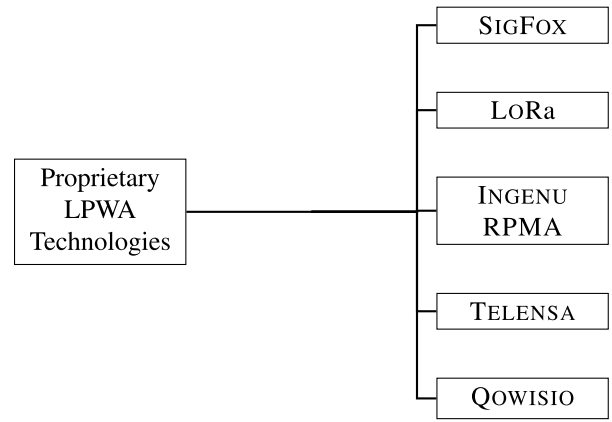 SIGFOX
LORa
Proprietary
LPWA
Technologies
INGENU
RPMA
TELENSA
QOWISIO